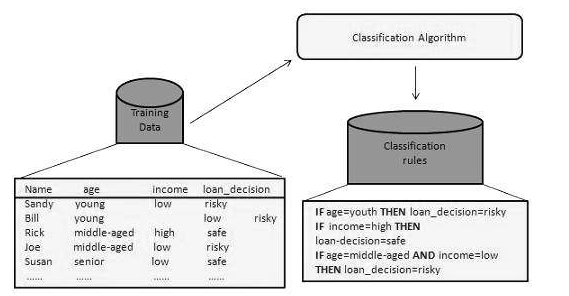 Classification Algorithm
Training
Data
Classification
rules
Name age income loan_decision
Sandy young low risky
Bill young low risky
Rick middle-aged high safe
Joe middle-aged low risky
Susan senior low safe
...... ...... ...... ......
IF age=youth THEN loan_decision=risky
IF income=high THEN
loan-decision=safe
IF age=middle-aged AND income=low
THEN loan_decision=risky